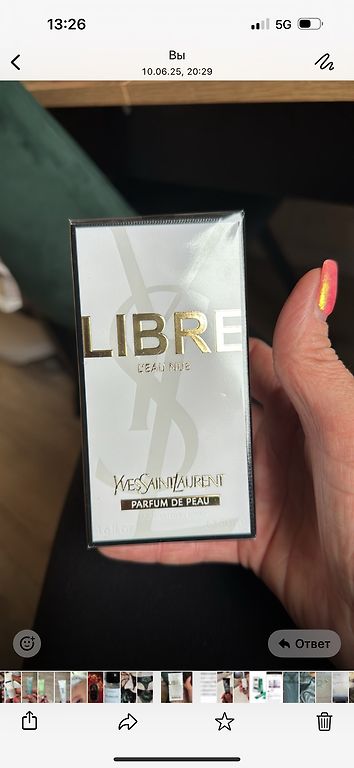 13:26
5G
Вы
10.06.25, 20:29
LIBRE
L'EAU NUE
YVESSAINTLAURENT
PARFUM DE PEAU
Ответ